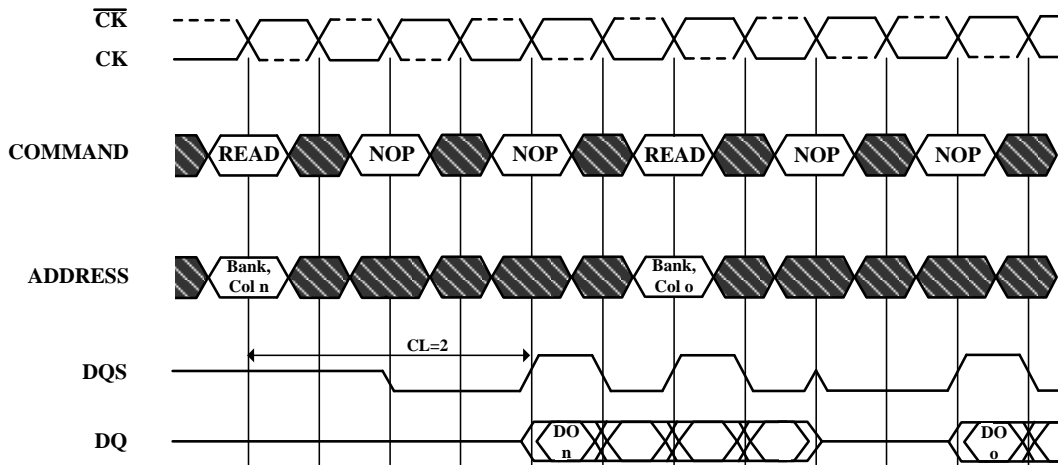 CK
CK
COMMAND
READ NOP NOP READ NOP NOP
ADDRESS
Bank,
Col n
Bank,
Col o
CL=2
DQS
DQ
DO
n
DO
o